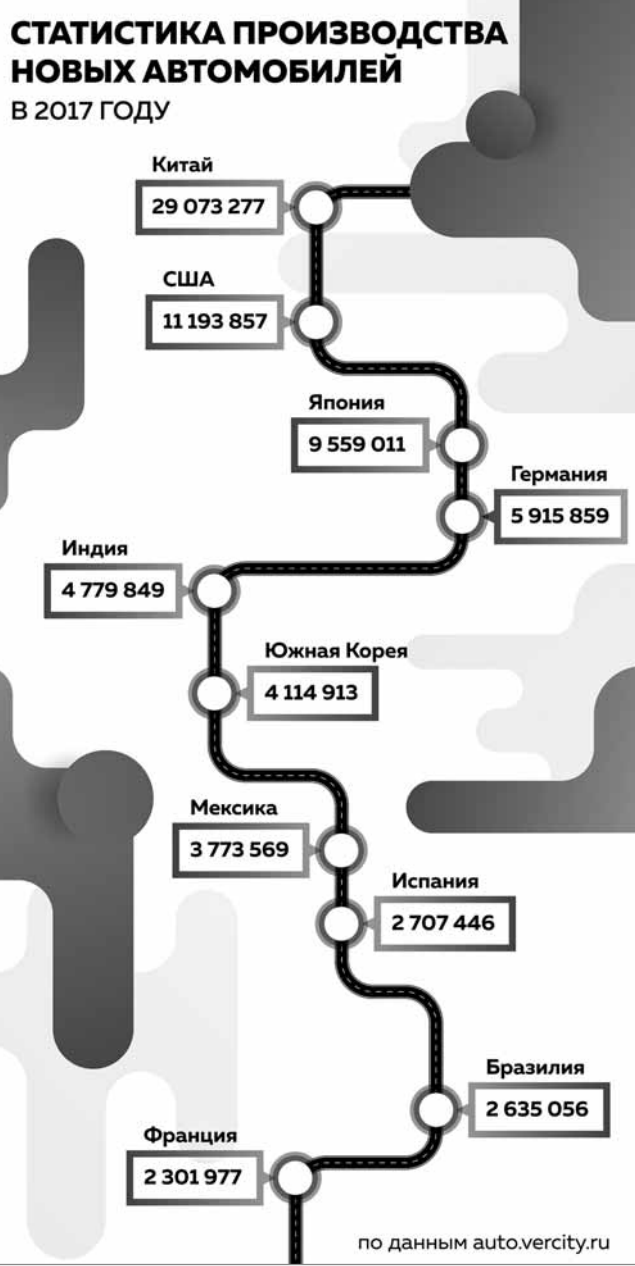 СТАТИСТИКА ПРОИЗВОДСТВА
НОВЫХ АВТОМОБИЛЕЙ
В 2017 ГОДУ
Китай
29 073 277
США
11 193 857
Япония
9 559 011
Германия
5 915 859
Индия
4 779 849
Южная Корея
4 114 913
Мексика
3 773 569
Испания
2 707 446
Бразилия
2 635 056
Франция
2 301 977
по данным auto.vercity.ru